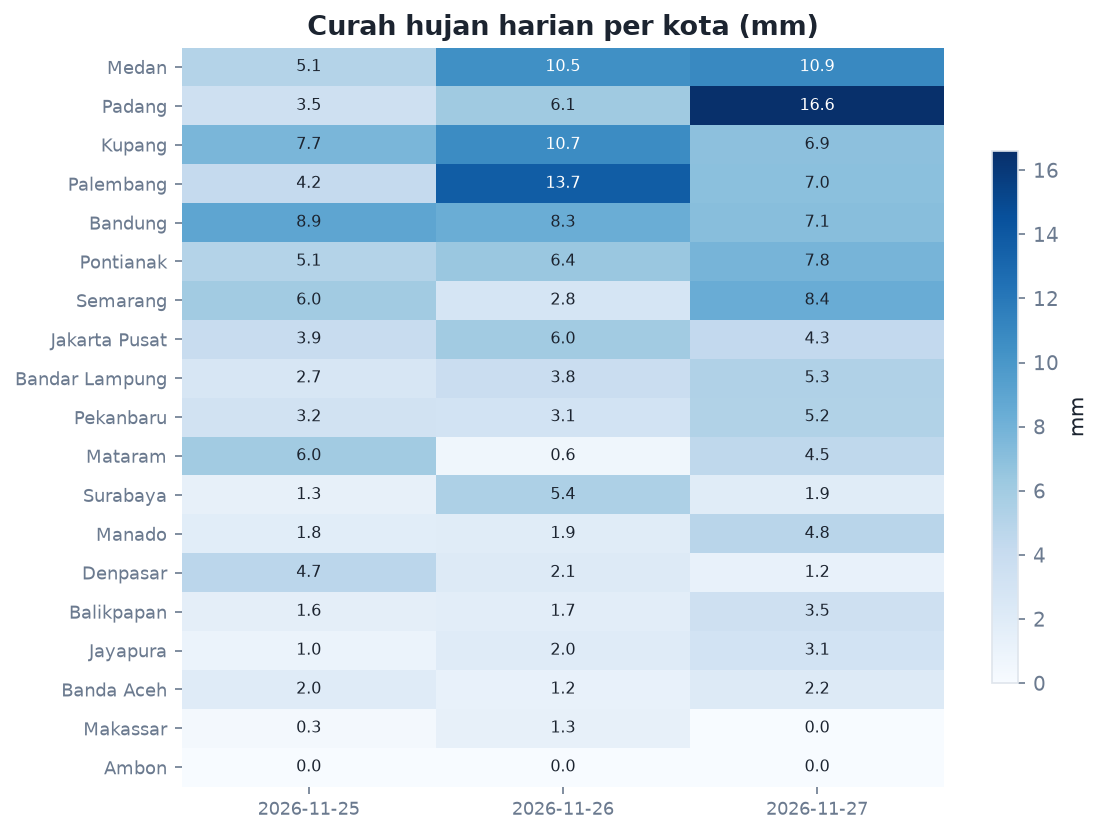 Curah hujan harian per kota (mm)
Medan 5.1 10.5 10.9
Padang 3.5 6.1 16.6
Kupang 7.7 10.7 6.9
Palembang 4.2 13.7 7.0
Bandung 8.9 8.3 7.1
Pontianak 5.1 6.4 7.8
Semarang 6.0 2.8 8.4
Jakarta Pusat 3.9 6.0 4.3
Bandar Lampung 2.7 3.8 5.3
Pekanbaru 3.2 3.1 5.2
Mataram 6.0 0.6 4.5
Surabaya 1.3 5.4 1.9
Manado 1.8 1.9 4.8
Denpasar 4.7 2.1 1.2
Balikpapan 1.6 1.7 3.5
Jayapura 1.0 2.0 3.1
Banda Aceh 2.0 1.2 2.2
Makassar 0.3 1.3 0.0
Ambon 0.0 0.0 0.0
2026-11-25 2026-11-26 2026-11-27
16
14
12
10
8
6
4
2
0
mm